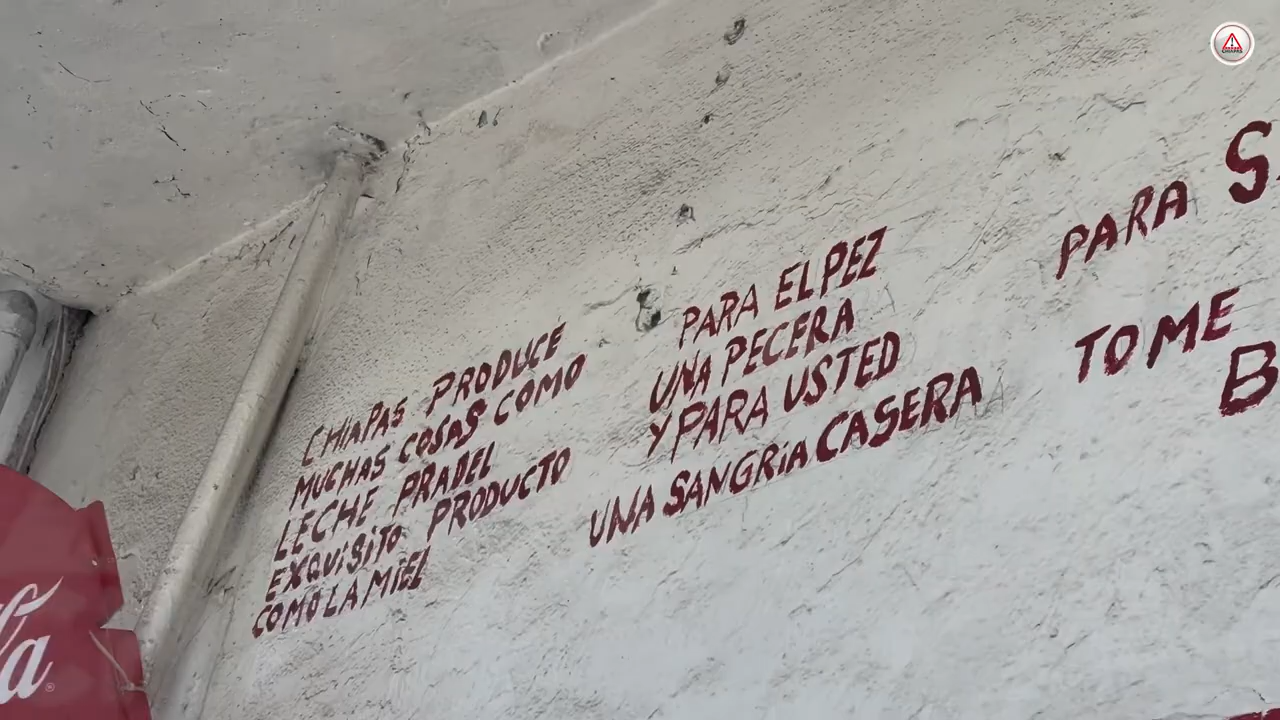 CHIAPAS PRODUCE
MUCHAS COSAS COMO
LECHE PRADEL
EXQUISITO PRODUCTO
COMO LA MIEL
PARA EL PEZ
UNA PECERA
Y PARA USTED
UNA SANGRIA CASERA
PARA
TOME